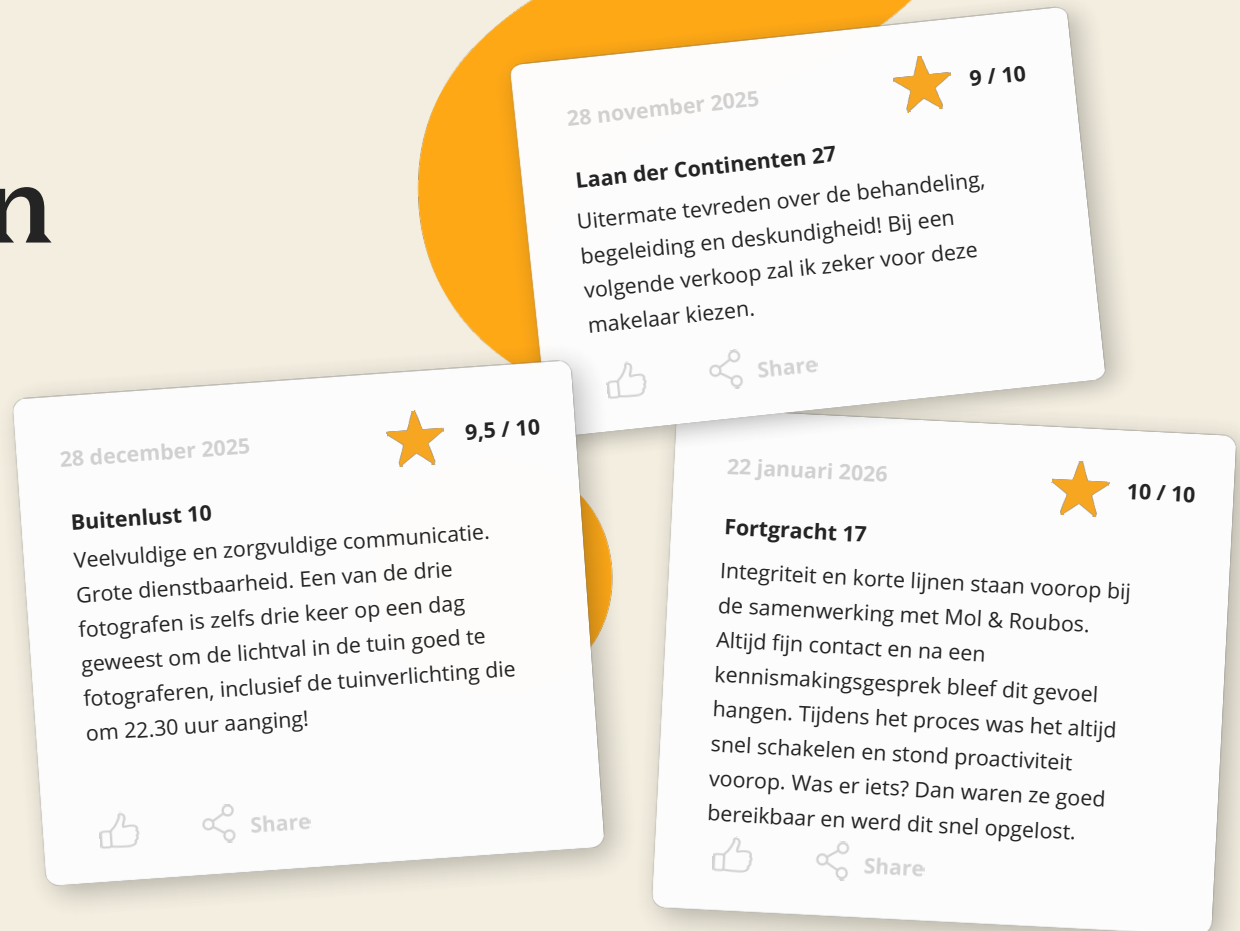 n
28 november 2025
9 / 10
Laan der Continenten 27
Uitermate tevreden over de behandeling,
begeleiding en deskundigheid! Bij een
volgende verkoop zal ik zeker voor deze
makelaar kiezen.
Share
28 december 2025
9,5 / 10
Buitenlust 10
Veelvuldige en zorgvuldige communicatie.
Grote dienstbaarheid. Een van de drie
fotografen is zelfs drie keer op een dag
geweest om de lichtval in de tuin goed te
fotograferen, inclusief de tuinverlichting die
om 22.30 uur aanging!
Share
22 januari 2026
10 / 10
Fortgracht 17
Integriteit en korte lijnen staan voorop bij
de samenwerking met Mol & Roubos.
Altijd fijn contact en na een
kennismakingsgesprek bleef dit gevoel
hangen. Tijdens het proces was het altijd
snel schakelen en stond proactiviteit
voorop. Was er iets? Dan waren ze goed
bereikbaar en werd dit snel opgelost.
Share